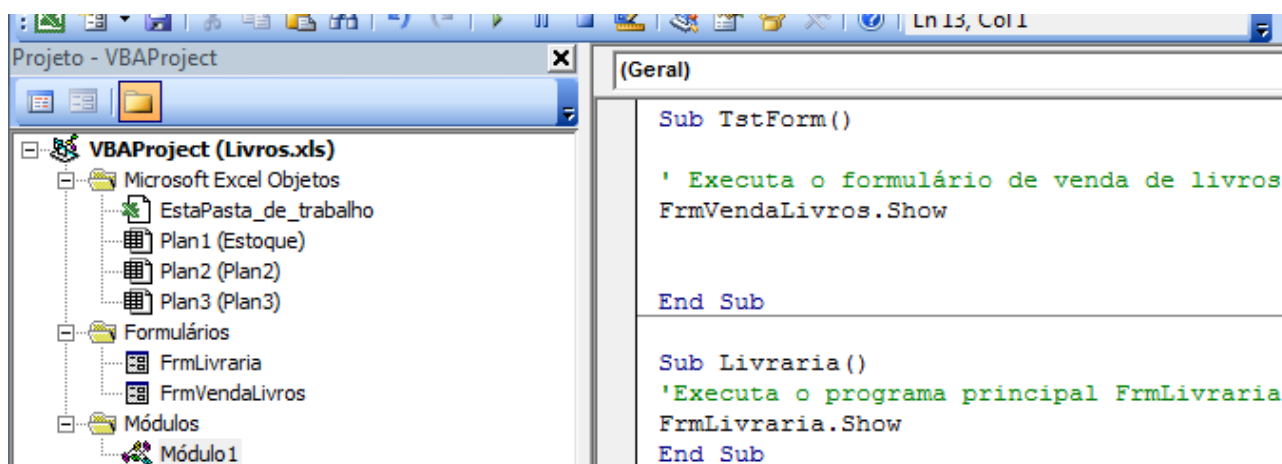 Ln 13, Col 1
Projeto - VBAProject
(Geral)
VBAProject (Livros.xls)
Microsoft Excel Objetos
EstaPasta_de_trabalho
Plan1 (Estoque)
Plan2 (Plan2)
Plan3 (Plan3)
Formulários
FrmLivraria
FrmVendaLivros
Módulos
Módulo1
Sub TstForm()
' Executa o formulário de venda de livros
FrmVendaLivros.Show
End Sub
Sub Livraria()
'Executa o programa principal FrmLivraria
FrmLivraria.Show
End Sub